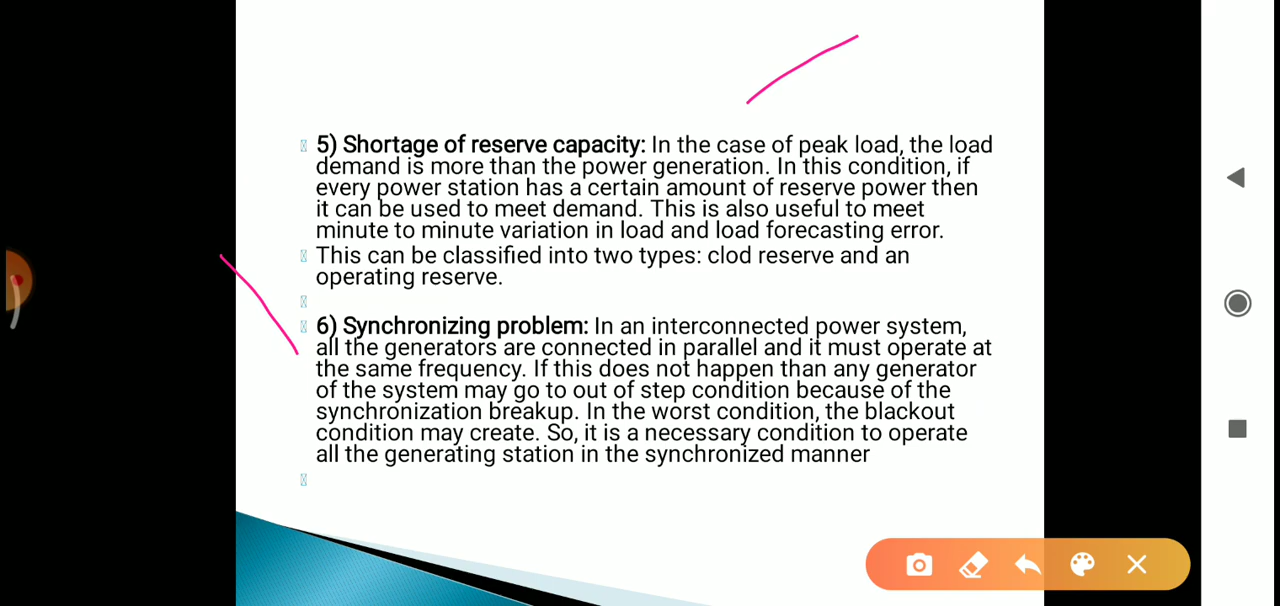 5) Shortage of reserve capacity: In the case of peak load, the load
demand is more than the power generation. In this condition, if
every power station has a certain amount of reserve power then
it can be used to meet demand. This is also useful to meet
minute to minute variation in load and load forecasting error.
This can be classified into two types: clod reserve and an
operating reserve.
6) Synchronizing problem: In an interconnected power system,
all the generators are connected in parallel and it must operate at
the same frequency. If this does not happen than any generator
of the system may go to out of step condition because of the
synchronization breakup. In the worst condition, the blackout
condition may create. So, it is a necessary condition to operate
all the generating station in the synchronized manner